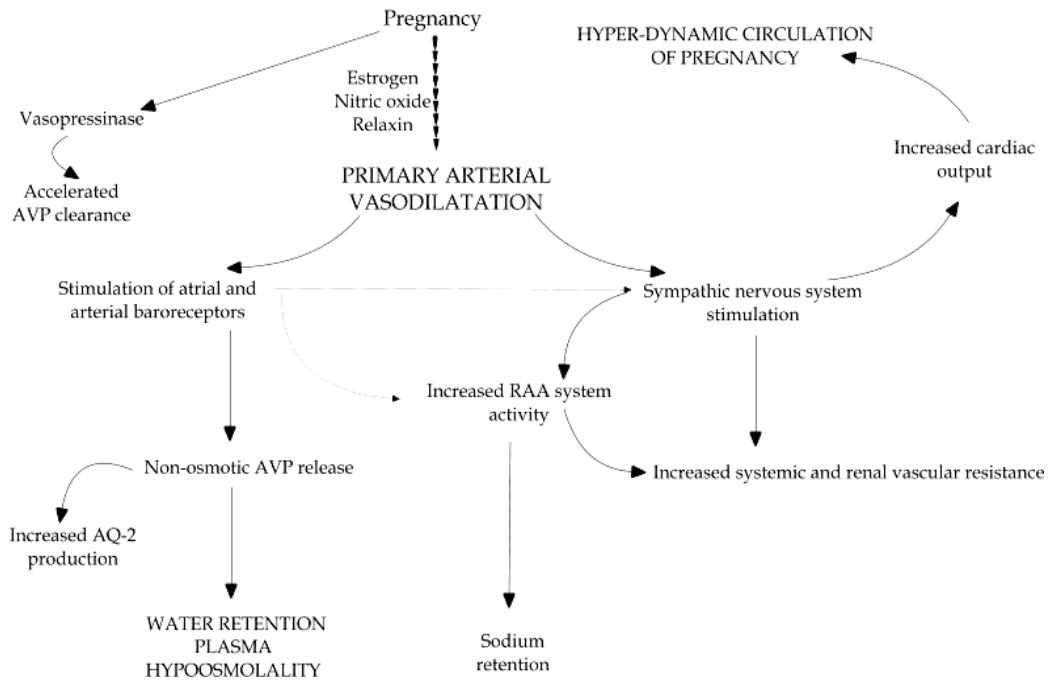 Pregnancy
HYPER-DYNAMIC CIRCULATION
OF PREGNANCY
Estrogen
Nitric oxide
Relaxin
Vasopressinase
Increased cardiac
output
PRIMARY ARTERIAL
VASODILATATION
Accelerated
AVP clearance
Stimulation of atrial and
arterial baroreceptors
Sympathic nervous system
stimulation
Increased RAA system
activity
Non-osmotic AVP release
Increased systemic and renal vascular resistance
Increased AQ-2
production
WATER RETENTION
PLASMA
HYPOOSMOLALITY
Sodium
retention